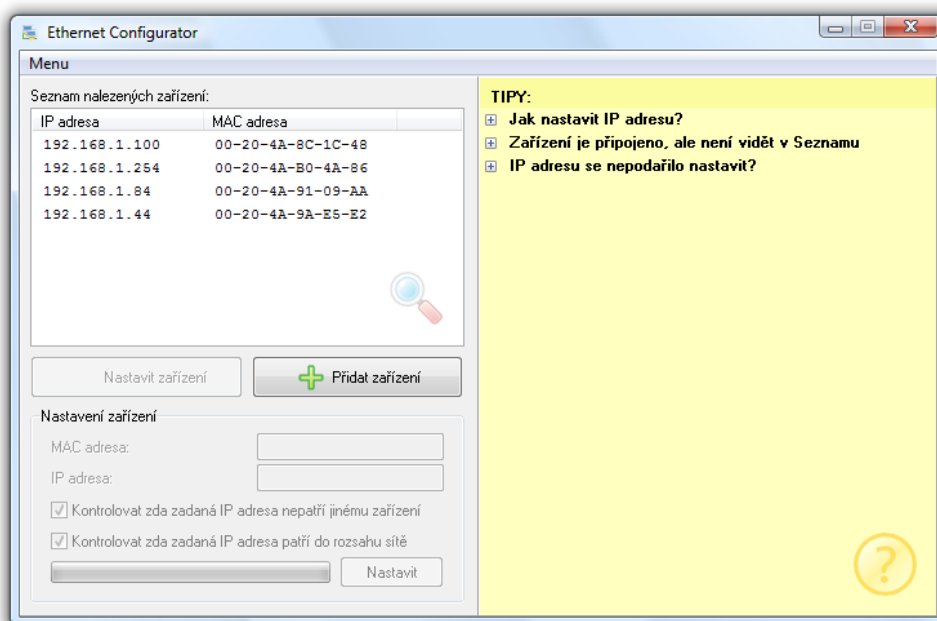 Ethernet Configurator
Menu
Seznam nalezených zařízení:
IP adresa MAC adresa
192.168.1.100 00-20-4A-8C-1C-48
192.168.1.254 00-20-4A-B0-4A-86
192.168.1.84 00-20-4A-91-09-AA
192.168.1.44 00-20-4A-9A-E5-E2
Nastavit zařízení
Přidat zařízení
Nastavení zařízení
MAC adresa:
IP adresa:
Kontrolovat zda zadaná IP adresa nepatří jinému zařízení
Kontrolovat zda zadaná IP adresa patří do rozsahu sítě
Nastavit
TIPY:
Jak nastavit IP adresu?
Zařízení je připojeno, ale není vidět v Seznamu
IP adresu se nepodařilo nastavit?
?